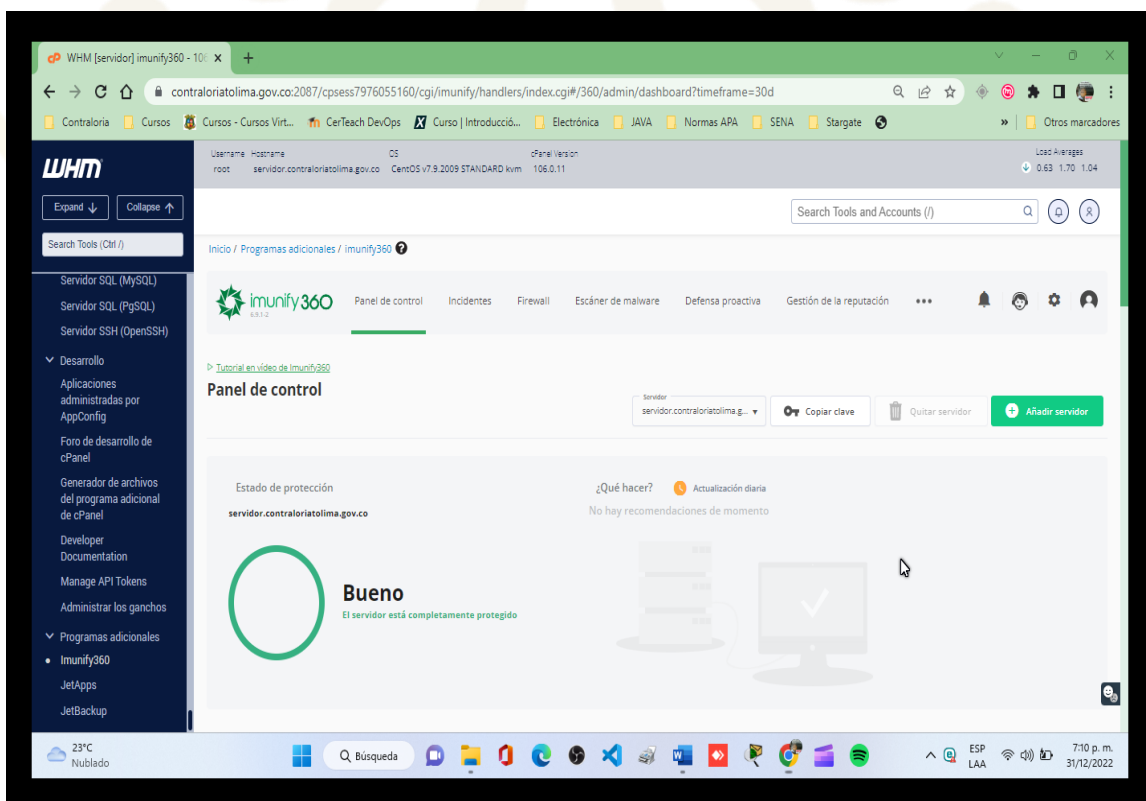 WHM [servidor] imunify360 - 106
contraloriatolima.gov.co:2087/cpsess7976055160/cgi/imunify/handlers/index.cgi#/360/admin/dashboard?timeframe=30d
Contraloria Cursos Cursos - Cursos Virt... CerTeach DevOps Curso | Introducció... Electrónica JAVA Normas APA SENA Stargate » Otros marcadores
WHM
Username Hostname OS cPanel Version Load Averages
root servidor.contraloriatolima.gov.co CentOS v7.9.2009 STANDARD kvm 106.0.11 0.63 1.70 1.04
Expand Collapse
Search Tools and Accounts (/)
Search Tools (Ctrl /)
Inicio / Programas adicionales / imunify360
Servidor SQL (MySQL)
Servidor SQL (PgSQL)
Servidor SSH (OpenSSH)
Desarrollo
Aplicaciones
administradas por
AppConfig
Foro de desarrollo de
cPanel
Generador de archivos
del programa adicional
de cPanel
Developer
Documentation
Manage API Tokens
Administrar los ganchos
Programas adicionales
Imunify360
JetApps
JetBackup
imunify360
6.9.1-2
Panel de control Incidentes Firewall Escáner de malware Defensa proactiva Gestión de la reputación
Tutorial en vídeo de Imunify360
Panel de control
Servidor
servidor.contraloriatolima.g...
Copiar clave
Quitar servidor
Añadir servidor
Estado de protección
servidor.contraloriatolima.gov.co
Bueno
El servidor está completamente protegido
¿Qué hacer? Actualización diaria
No hay recomendaciones de momento
23°C
Nublado
Búsqueda
ESP
LAA
7:10 p. m.
31/12/2022